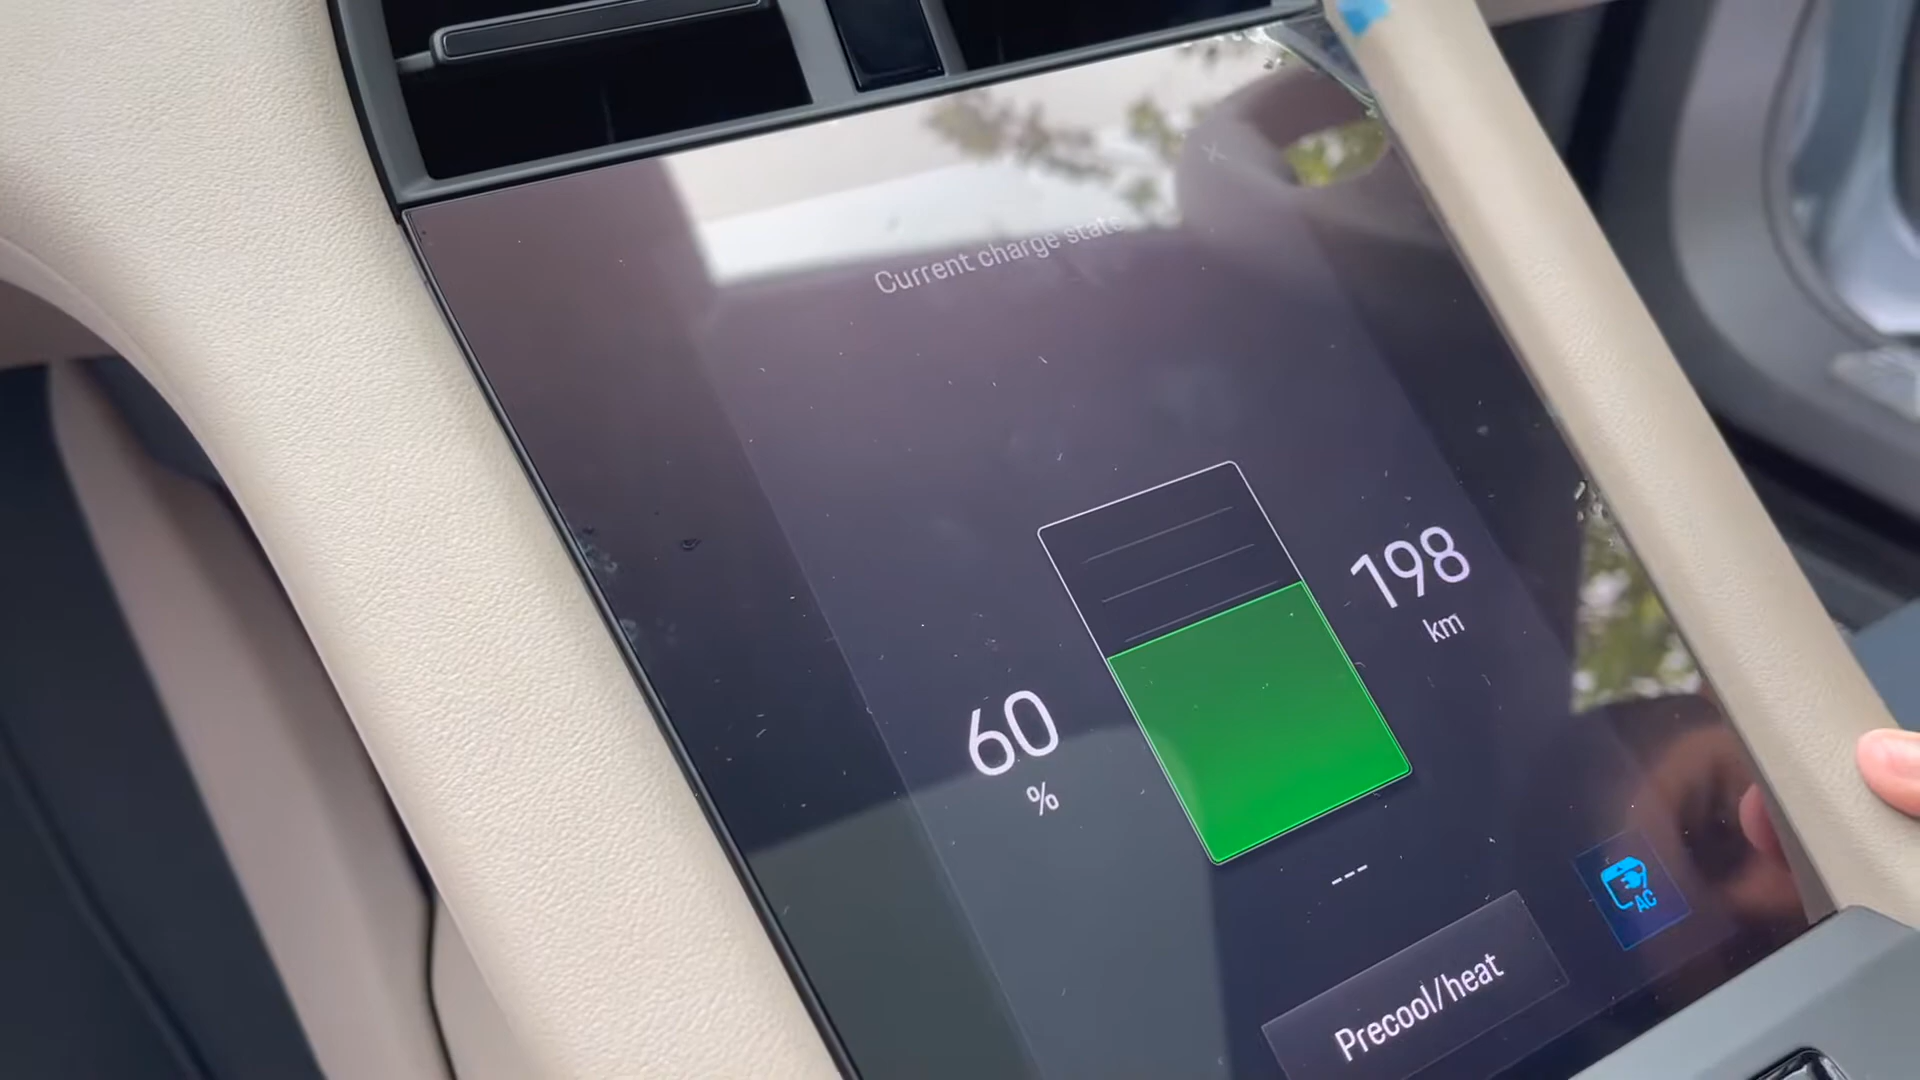 Current charge state
198
km
60
%
---
AC
Precool/heat